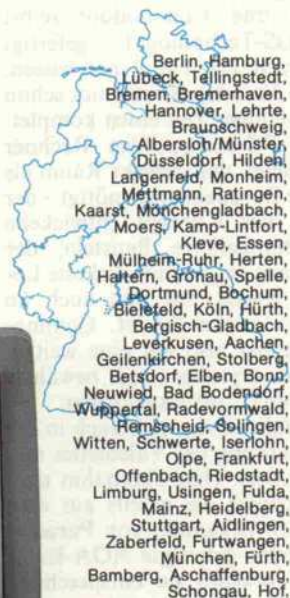 Berlin, Hamburg,
Lübeck, Tellingstedt,
Bremen, Bremerhaven,
Hannover, Lehrte,
Braunschweig,
Albersloh/Münster,
Düsseldorf, Hilden,
Langenfeld, Monheim,
Mettmann, Ratingen,
Kaarst, Mönchengladbach,
Moers, Kamp-Lintfort,
Kleve, Essen,
Mülheim-Ruhr, Herten,
Haltern, Gronau, Spelle,
Dortmund, Bochum,
Bielefeld, Köln, Hürth,
Bergisch-Gladbach,
Leverkusen, Aachen,
Geilenkirchen, Stolberg,
Betsdorf, Elben, Bonn,
Neuwied, Bad Bodendorf,
Wuppertal, Radevormwald,
Remscheid, Solingen,
Witten, Schwerte, Iserlohn,
Olpe, Frankfurt,
Offenbach, Riedstadt,
Limburg, Usingen, Fulda,
Mainz, Heidelberg,
Stuttgart, Aidlingen,
Zaberfeld, Furtwangen,
München, Fürth,
Bamberg, Aschaffenburg,
Schongau, Hof,